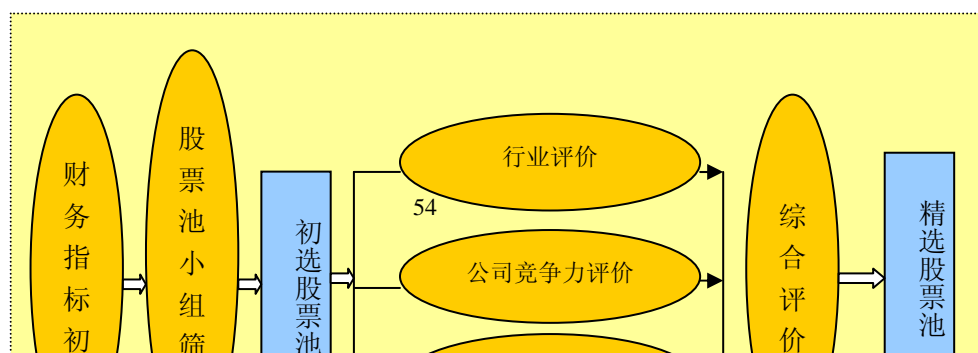 财务指标初
股票池小组筛
初选股票池
行业评价
54
公司竞争力评价
综合评价
精选股票池